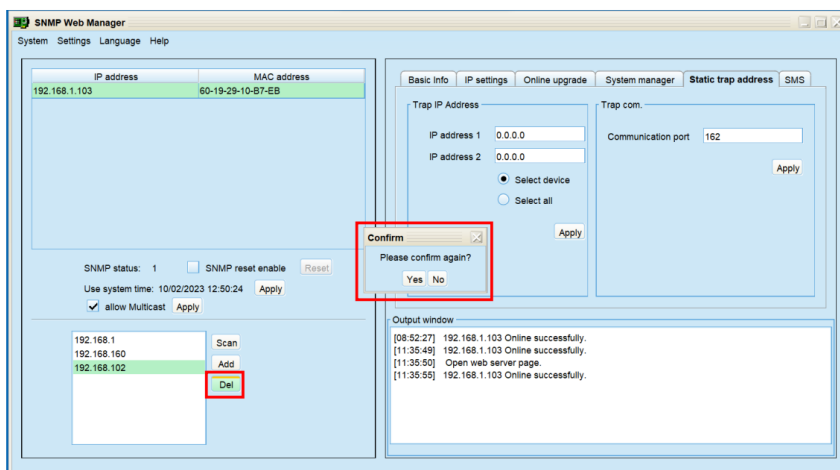 SNMP Web Manager
System Settings Language Help
IP address MAC address
192.168.1.103 60-19-29-10-B7-EB
SNMP status: 1 SNMP reset enable Reset
Use system time: 10/02/2023 12:50:24 Apply
allow Multicast Apply
192.168.1
192.168.160
192.168.102
Scan
Add
Del
Basic Info IP settings Online upgrade System manager Static trap address SMS
Trap IP Address
IP address 1 0.0.0.0
IP address 2 0.0.0.0
Select device
Select all
Apply
Trap com.
Communication port 162
Apply
Confirm
Please confirm again?
Yes No
Output window
[08:52:27] 192.168.1.103 Online successfully.
[11:35:49] 192.168.1.103 Online successfully.
[11:35:50] Open web server page.
[11:35:55] 192.168.1.103 Online successfully.